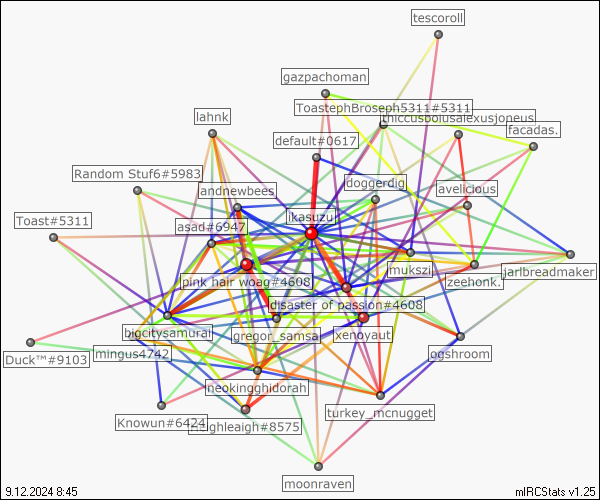 tescoroll
gazpachoman
ToastephBroseph5311#5311
thiccusbolusalexusjoneus
lahnk
facadas.
default#0617
Random Stuf6#5983
doggerdig
andnewbees
avelicious
ikasuzu
Toast#5311
asad#6947
mukszij
jarlbreadmaker
pink hair woag#4608
zeehonk.
disaster of passion#4608
bigcitysamurai
gregor_samsa
xenoyaut
mingus4742
ogshroom
Duck™#9103
neokingghidorah
turkey_mcnugget
Knowun#6424
#8575
moonraven
9.12.2024 8:45
mIRCStats v1.25